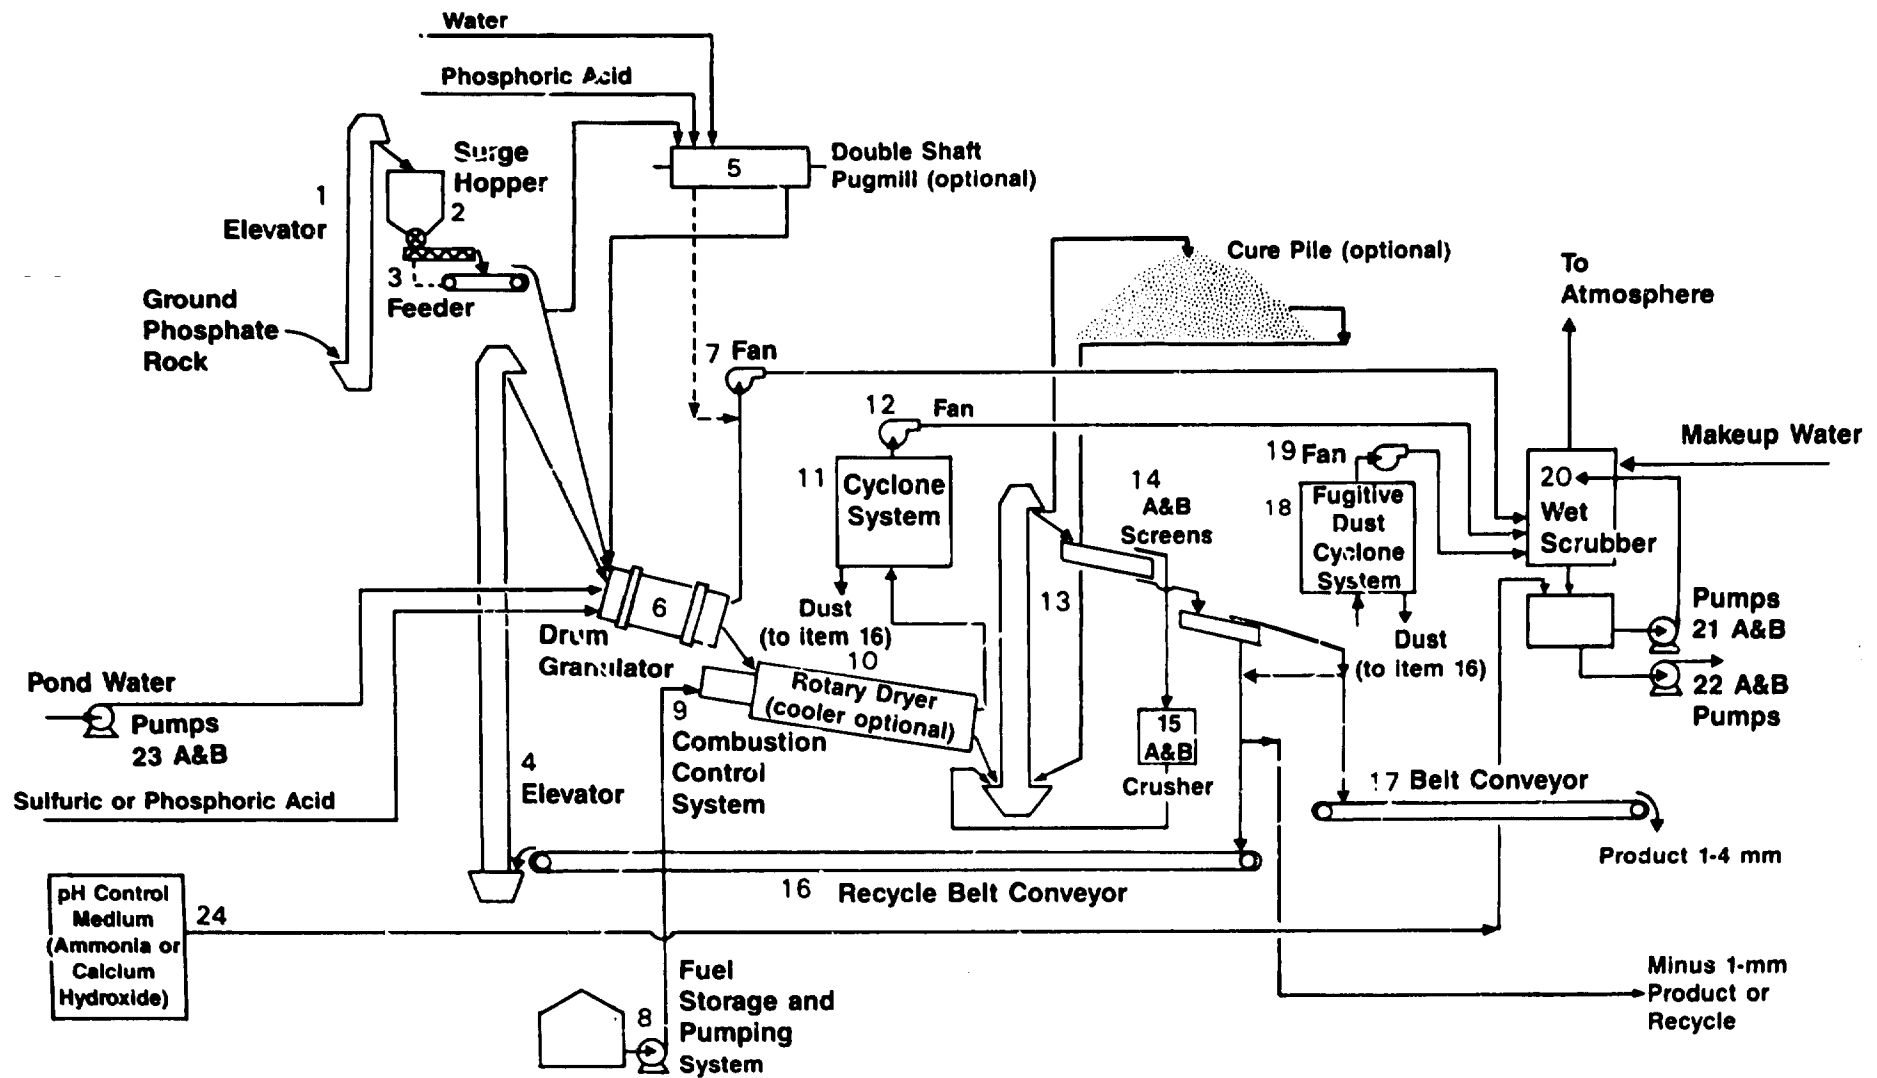 Water
Phosphoric Acid
Surge
Hopper
2
1
Elevator
3
Feeder
Ground
Phosphate
Rock
5
Double Shaft
Pugmill (optional)
Cure Pile (optional)
To
Atmosphere
7 Fan
12 Fan
11
Cyclone
System
Dust
(to item 16)
14
A&B
Screens
19 Fan
18
Fugitive
Dust
Cyclone
System
Dust
(to item 16)
Makeup Water
20
Wet
Scrubber
Pumps
21 A&B
22 A&B
Pumps
13
6
Drum
Granulator
10
Rotary Dryer
(cooler optional)
9
Combustion
Control
System
15
A&B
Crusher
Pond Water
Pumps
23 A&B
Sulfuric or Phosphoric Acid
4
Elevator
17 Belt Conveyor
Product 1-4 mm
16 Recycle Belt Conveyor
pH Control
Medium
(Ammonia or
Calcium
Hydroxide)
24
8
Fuel
Storage and
Pumping
System
Minus 1-mm
Product or
Recycle